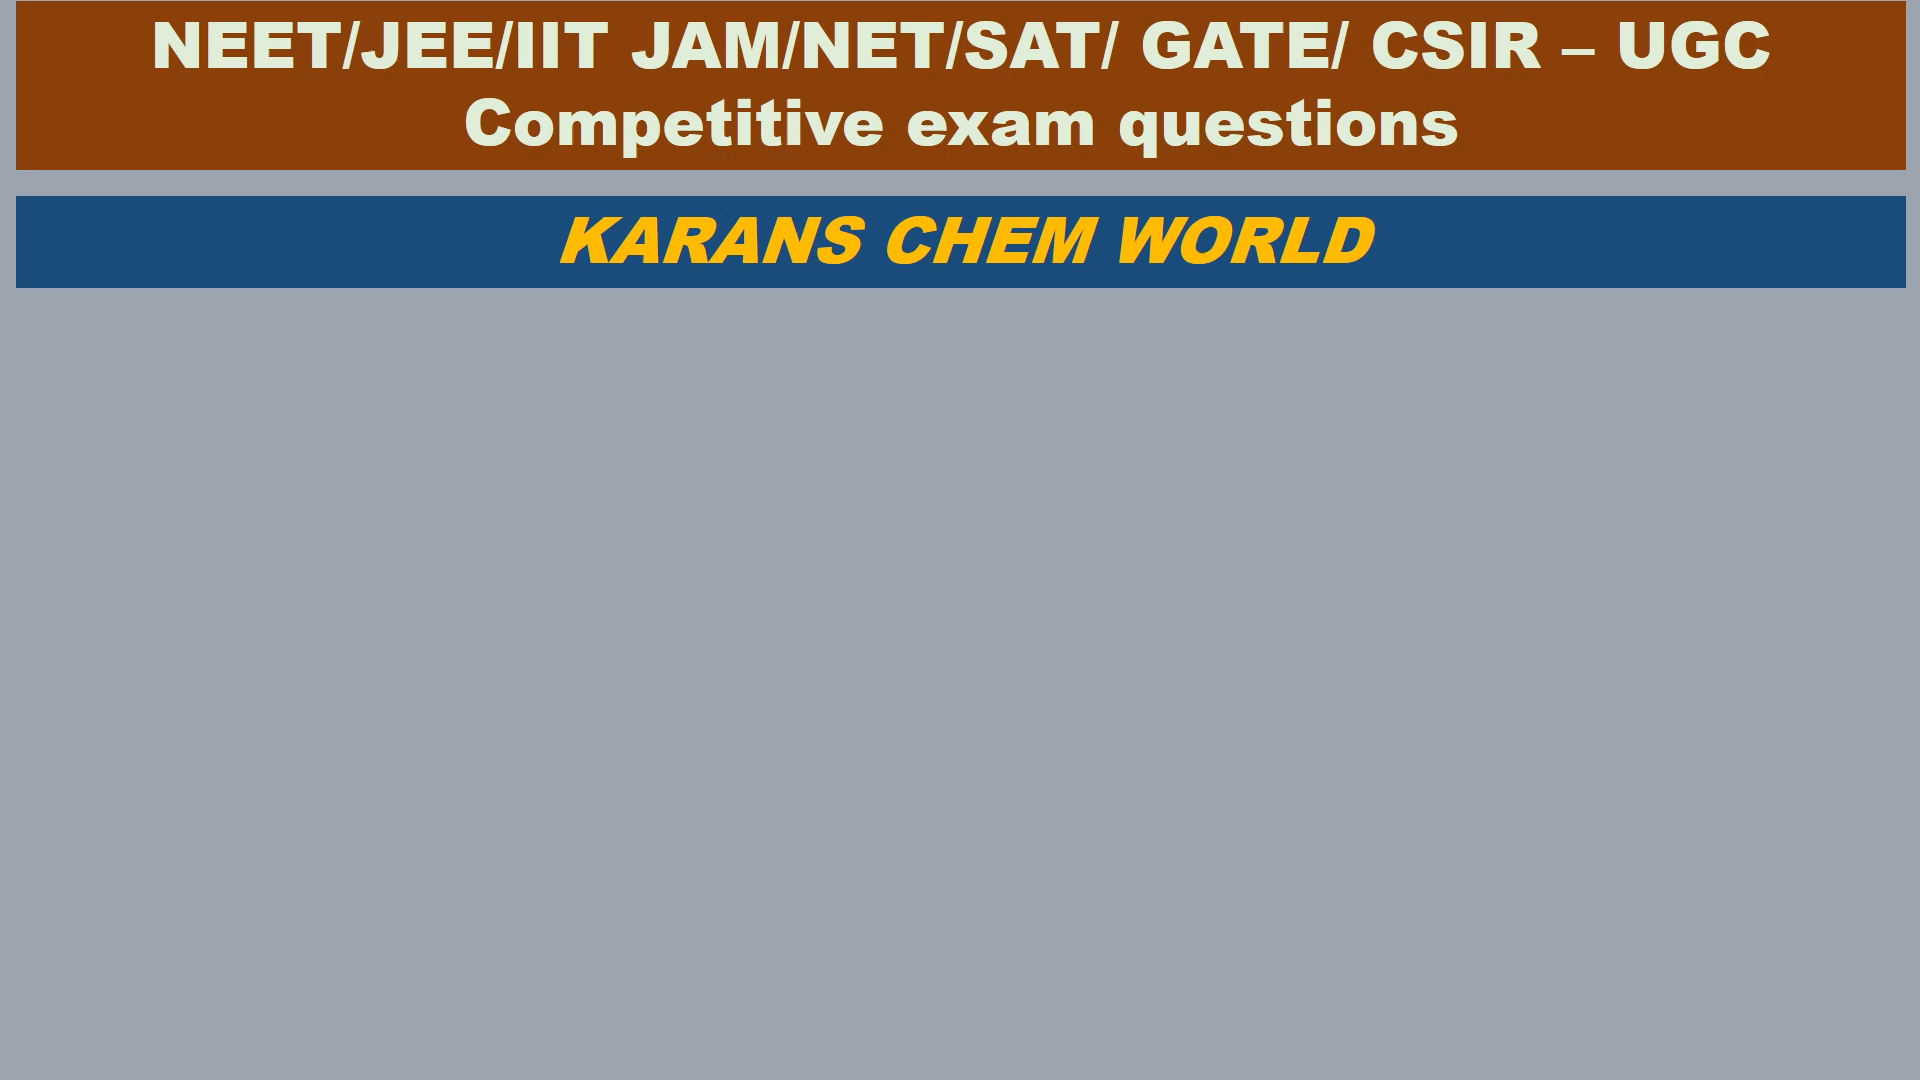 NEET/JEE/IIT JAM/NET/SAT/ GATE/ CSIR – UGC
Competitive exam questions
KARANS CHEM WORLD